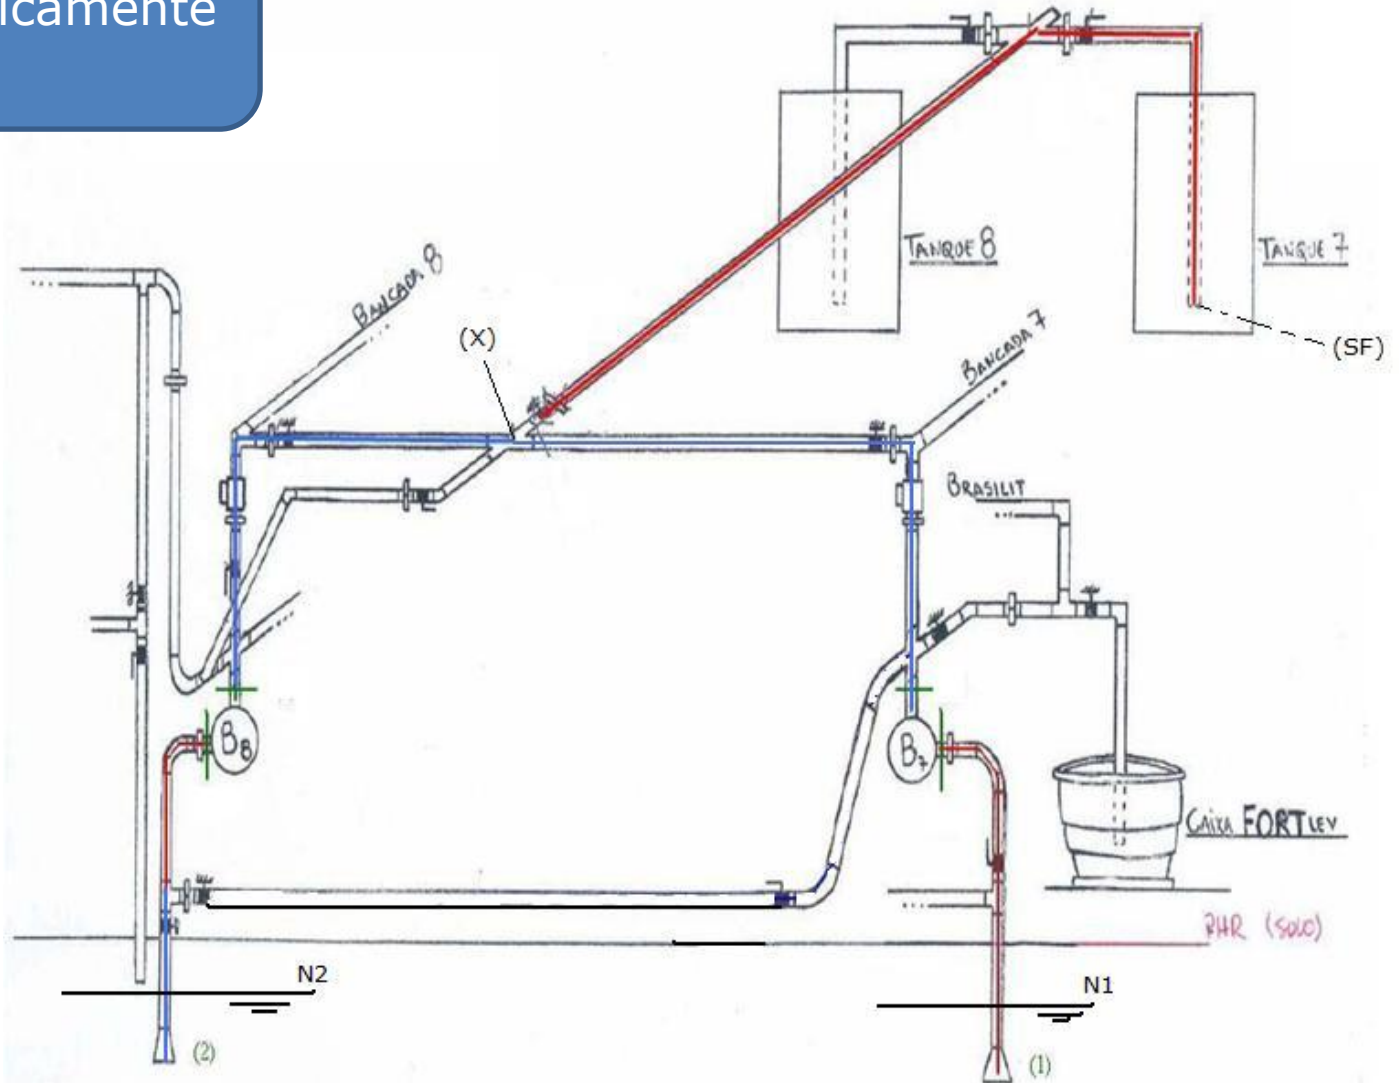 icamente
TANQUE 8
TANQUE 7
BANCADA 8
(X)
BANCADA 7
(SF)
BRASILIT
B8
B7
CAIXA FORTLEV
PHR (SOLO)
N2
N1
(2)
(1)